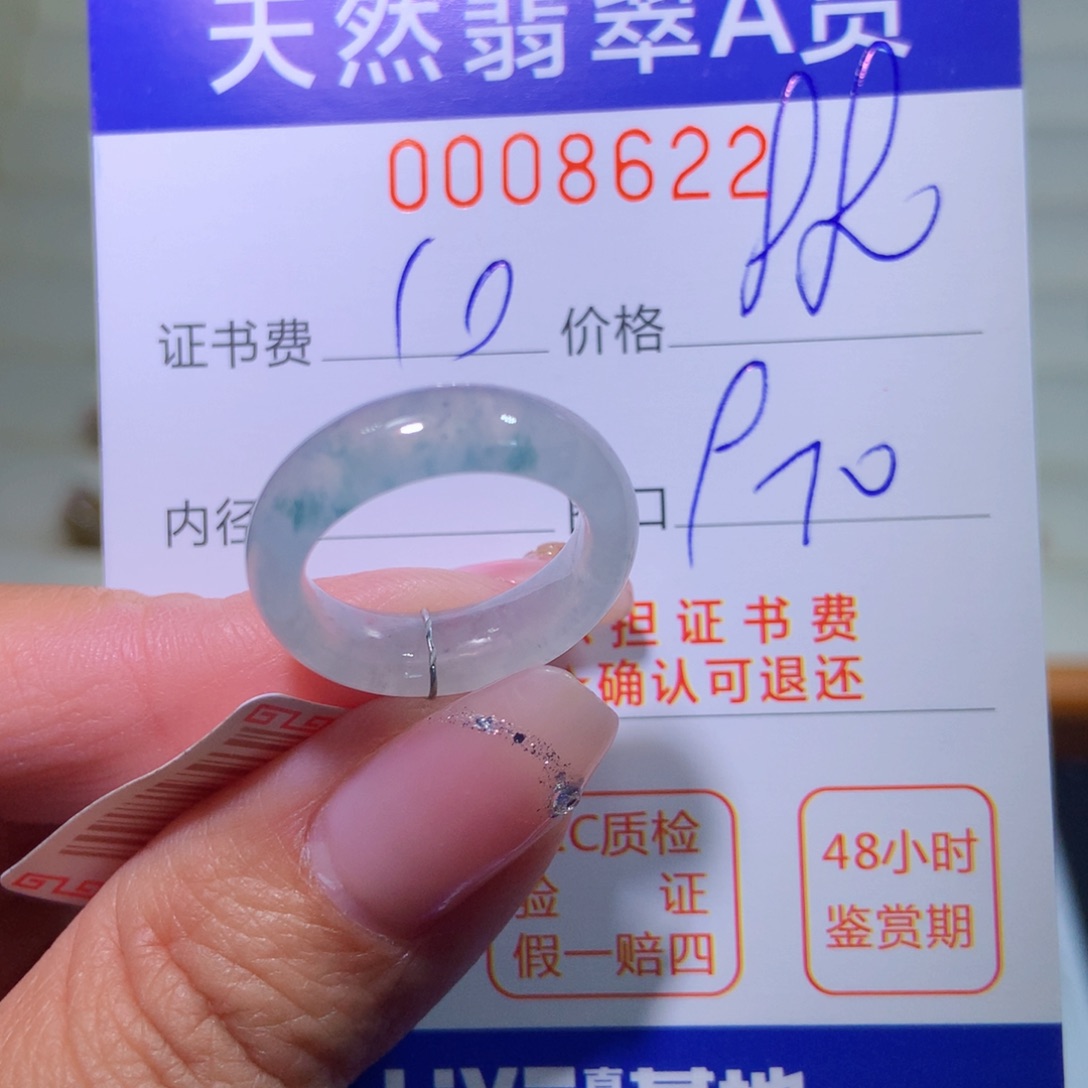 天然翡翠A货
0008622
证书费 10 价格
内径 口 P70
担证书费
确认可退还
C质检
验 证
假一赔四
48小时
鉴赏期